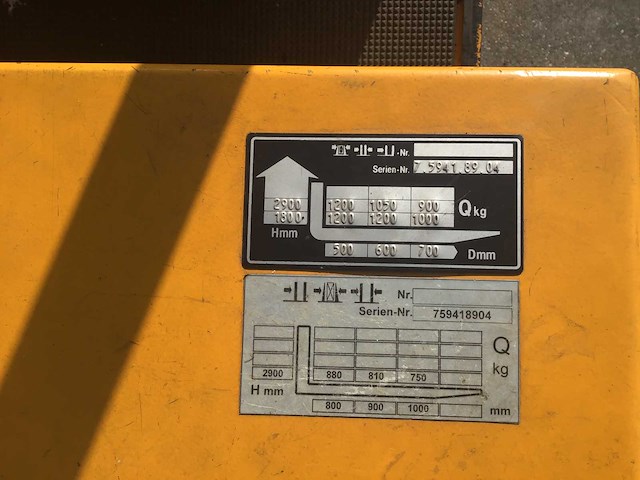 -Nr.
Serien-Nr. 7.5941.89.04
2900 1200 1050 900 Q kg
1800 1200 1200 1000
Hmm
500 600 700 Dmm
Nr.
Serien-Nr. 759418904
Q
kg
2900 880 810 750
H mm
800 900 1000 mm